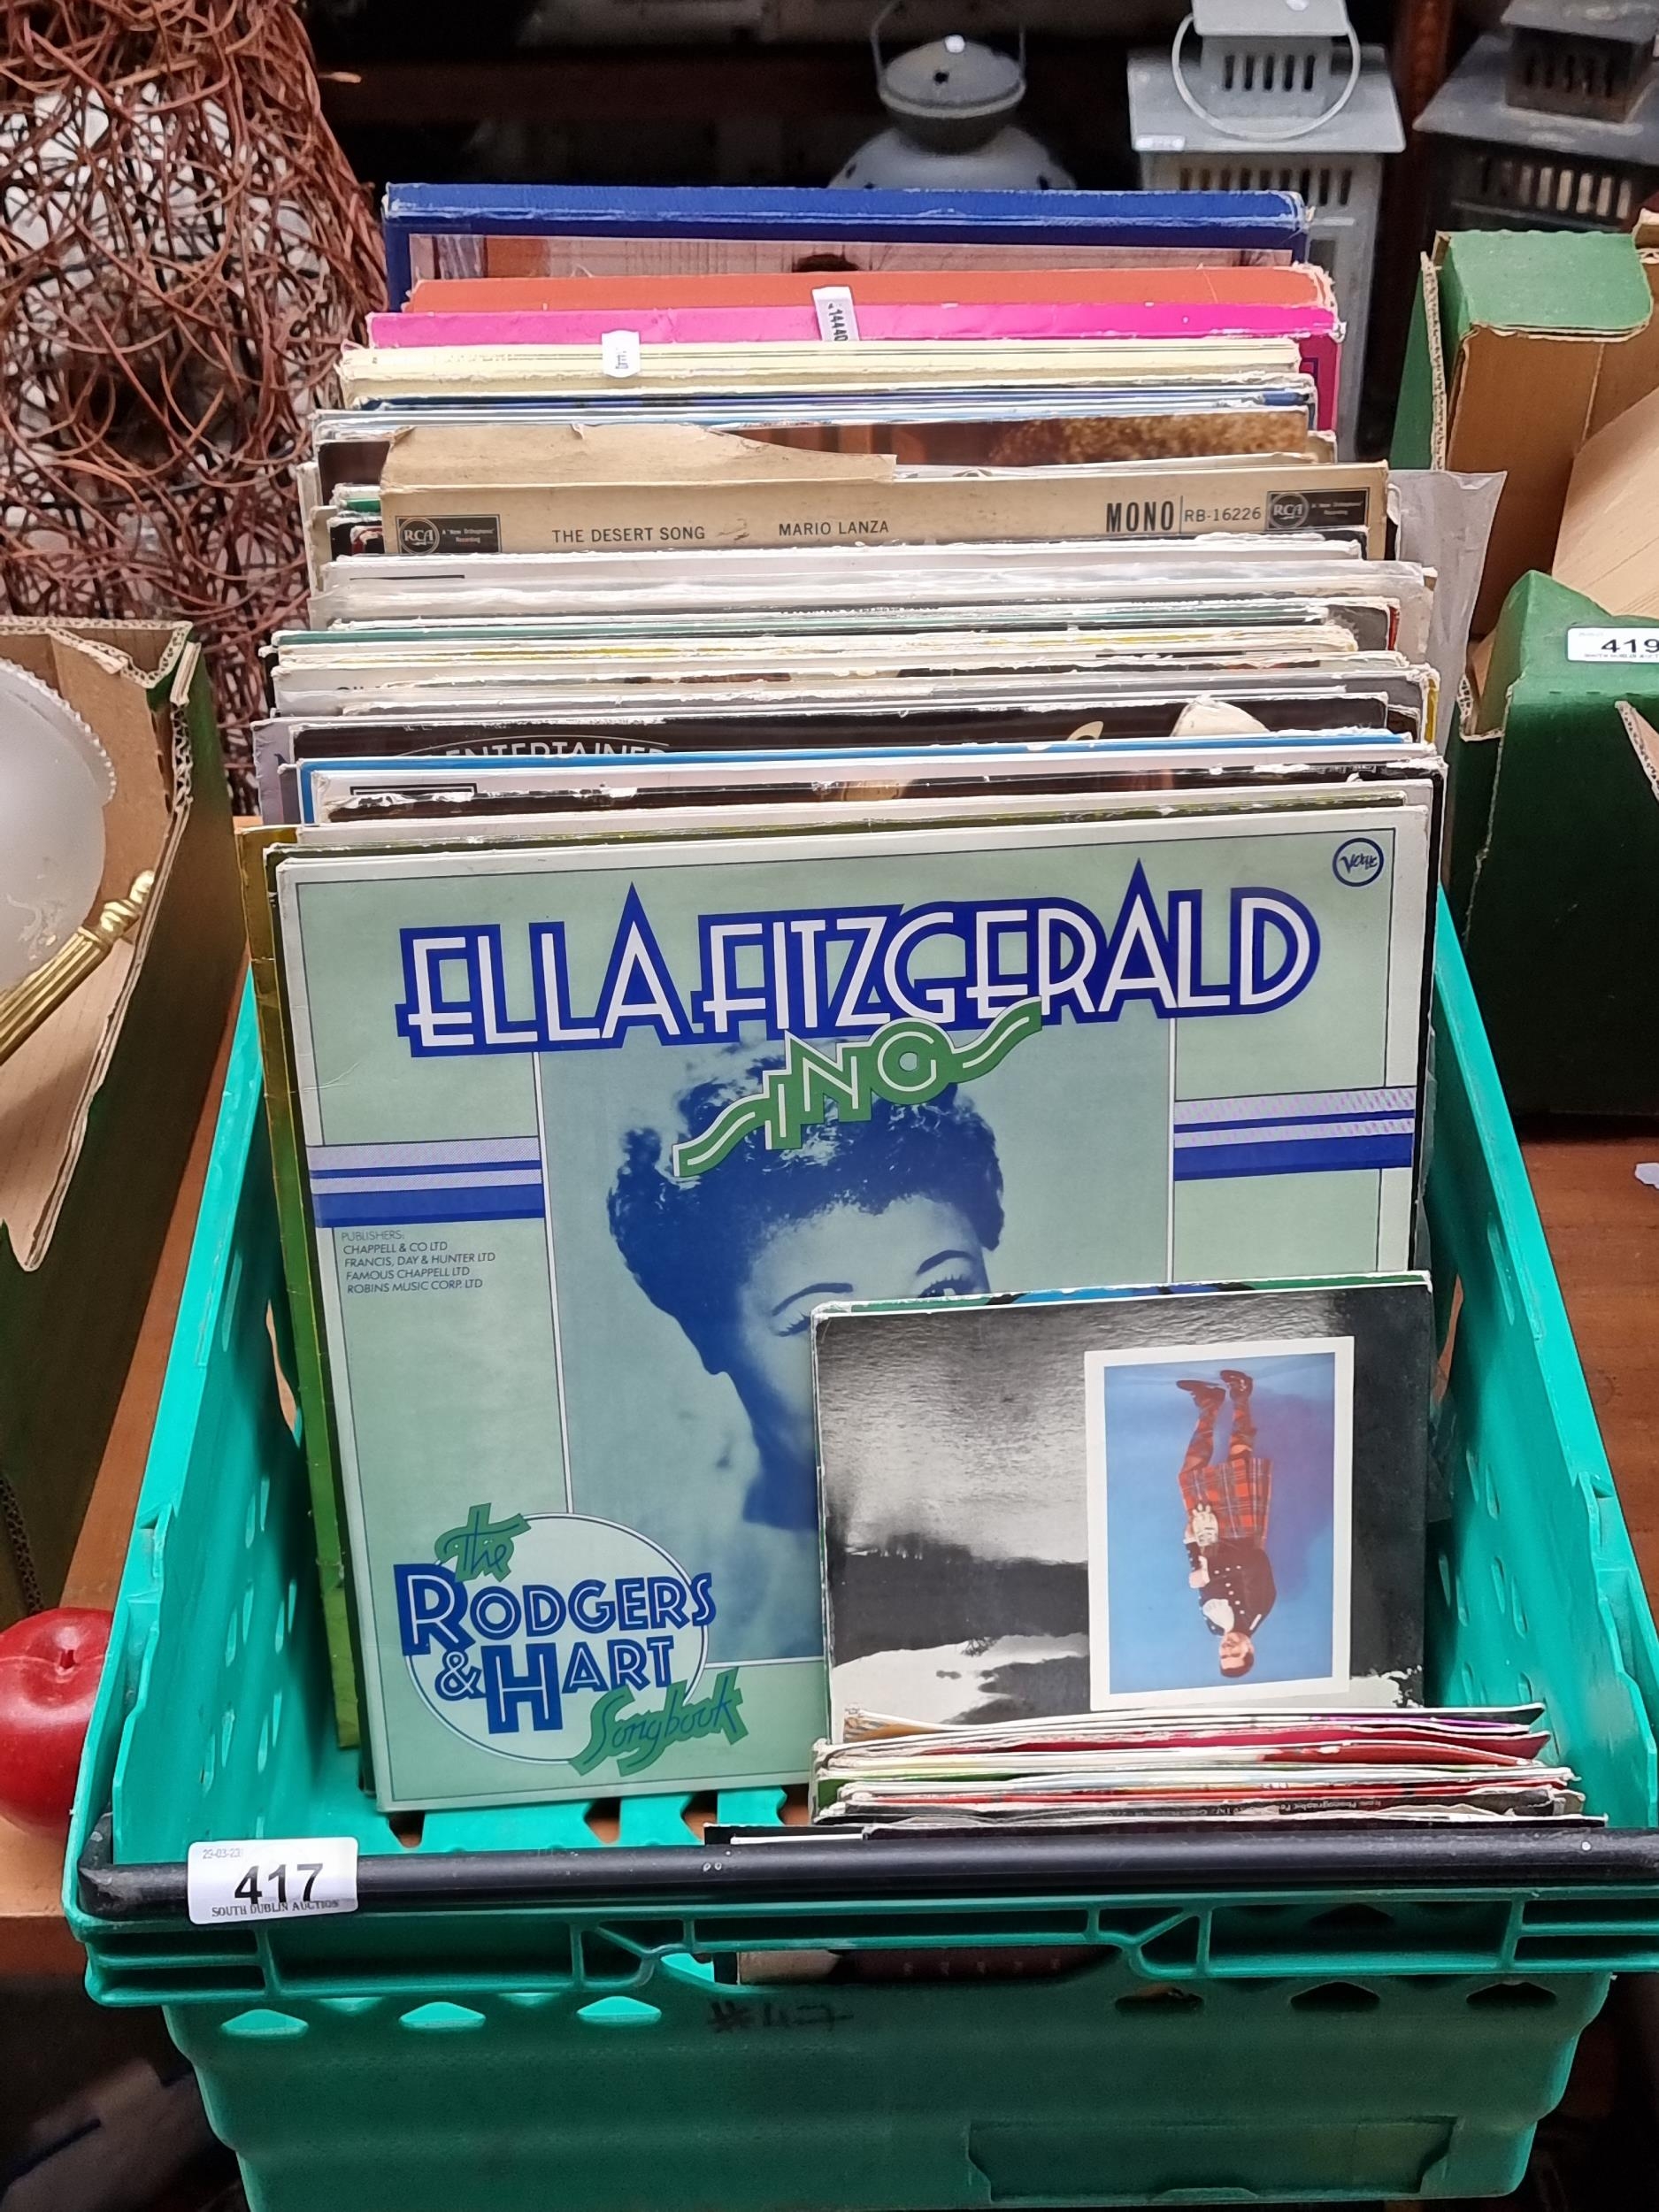 THE DESERT SONG MARIO LANZA MONO RB-16226 RCA
RCA
419
ENTERTAINER
Verve
ELLA FITZGERALD
SINGS
PUBLISHERS:
CHAPPELL & CO LTD
FRANCIS, DAY & HUNTER LTD
FAMOUS CHAPPELL LTD
ROBINS MUSIC CORP. LTD
The
RODGERS
& HART
Songbook
417
SOUTH DUBLIN AUCTION